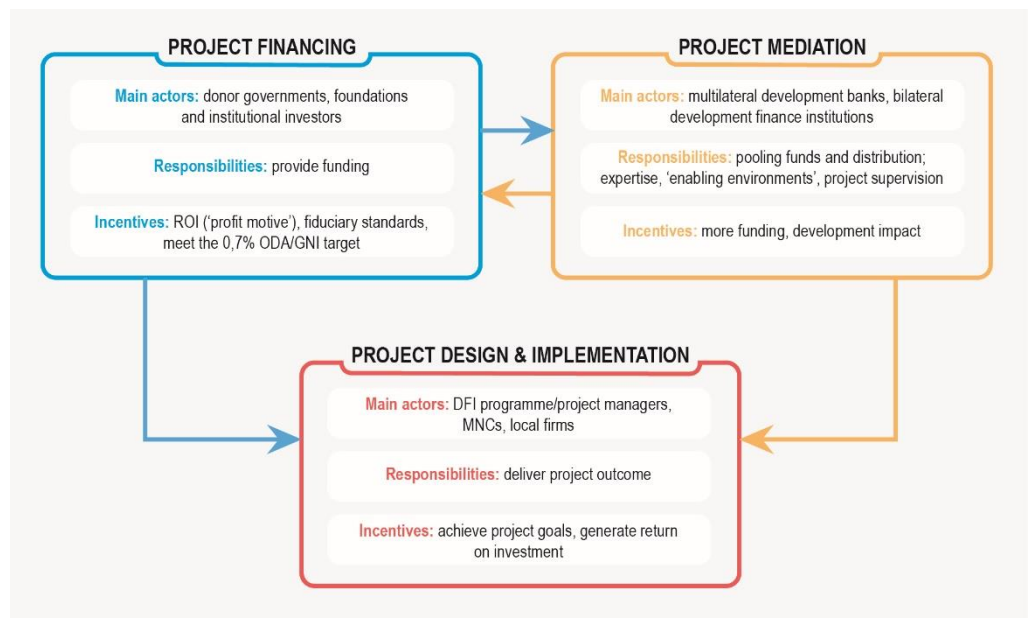 PROJECT FINANCING
Main actors: donor governments, foundations
and institutional investors
Responsibilities: provide funding
Incentives: ROI (‘profit motive’), fiduciary standards,
meet the 0,7% ODA/GNI target
PROJECT MEDIATION
Main actors: multilateral development banks, bilateral
development finance institutions
Responsibilities: pooling funds and distribution;
expertise, ‘enabling environments’, project supervision
Incentives: more funding, development impact
PROJECT DESIGN & IMPLEMENTATION
Main actors: DFI programme/project managers,
MNCs, local firms
Responsibilities: deliver project outcome
Incentives: achieve project goals, generate return
on investment